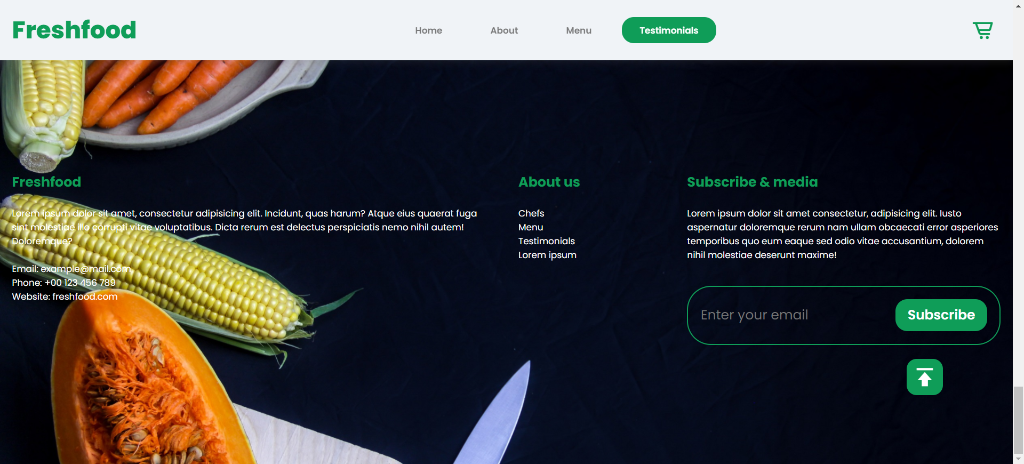 Freshfood
Home
About
Menu
Testimonials
Freshfood
Lorem ipsum dolor sit amet, consectetur adipisicing elit. Incidunt, quas harum? Atque eius quaerat fuga
sint molestiae illo corrupti vitae voluptatibus. Dicta rerum est delectus perspiciatis nemo nihil autem!
Doloremque?
Email: example@mail.com
Phone: +00 123 456 789
Website: freshfood.com
About us
Chefs
Menu
Testimonials
Lorem ipsum
Subscribe & media
Lorem ipsum dolor sit amet consectetur, adipisicing elit. Iusto
aspernatur doloremque rerum nam ullam obcaecati error asperiores
temporibus quo eum eaque sed odio vitae accusantium, dolorem
nihil molestiae deserunt maxime!
Enter your email
Subscribe